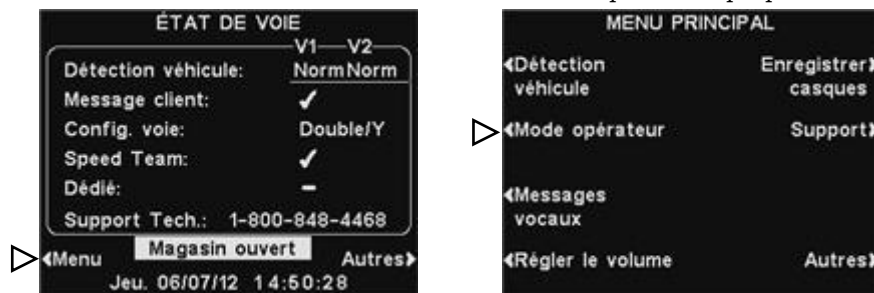 ÉTAT DE VOIE
V1 V2
Détection véhicule: Norm Norm
Message client: ✓
Config. voie: Double/Y
Speed Team: ✓
Dédié: –
Support Tech.: 1-800-848-4468
Magasin ouvert
Menu Autres
Jeu. 06/07/12 14:50:28
MENU PRINCIPAL
Détection Enregistrer
véhicule casques
Mode opérateur Support
Messages
vocaux
Régler le volume Autres